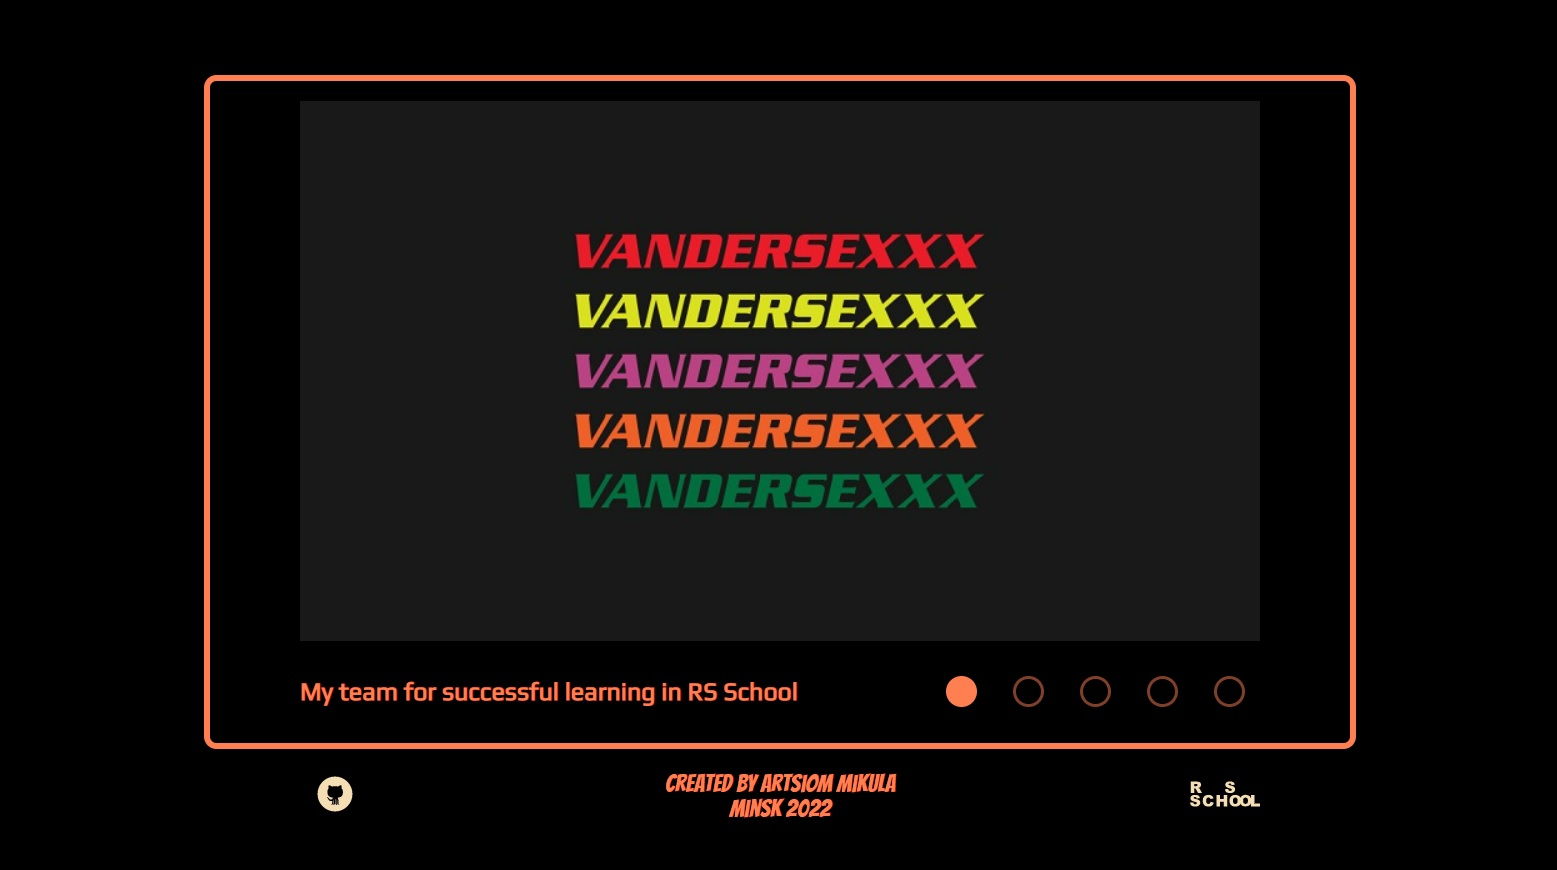 VANDERSEXXX
VANDERSEXXX
VANDERSEXXX
VANDERSEXXX
VANDERSEXXX
My team for successful learning in RS School
CREATED BY ARTSIOM MIKULA
MINSK 2022
R S
SCHOOL